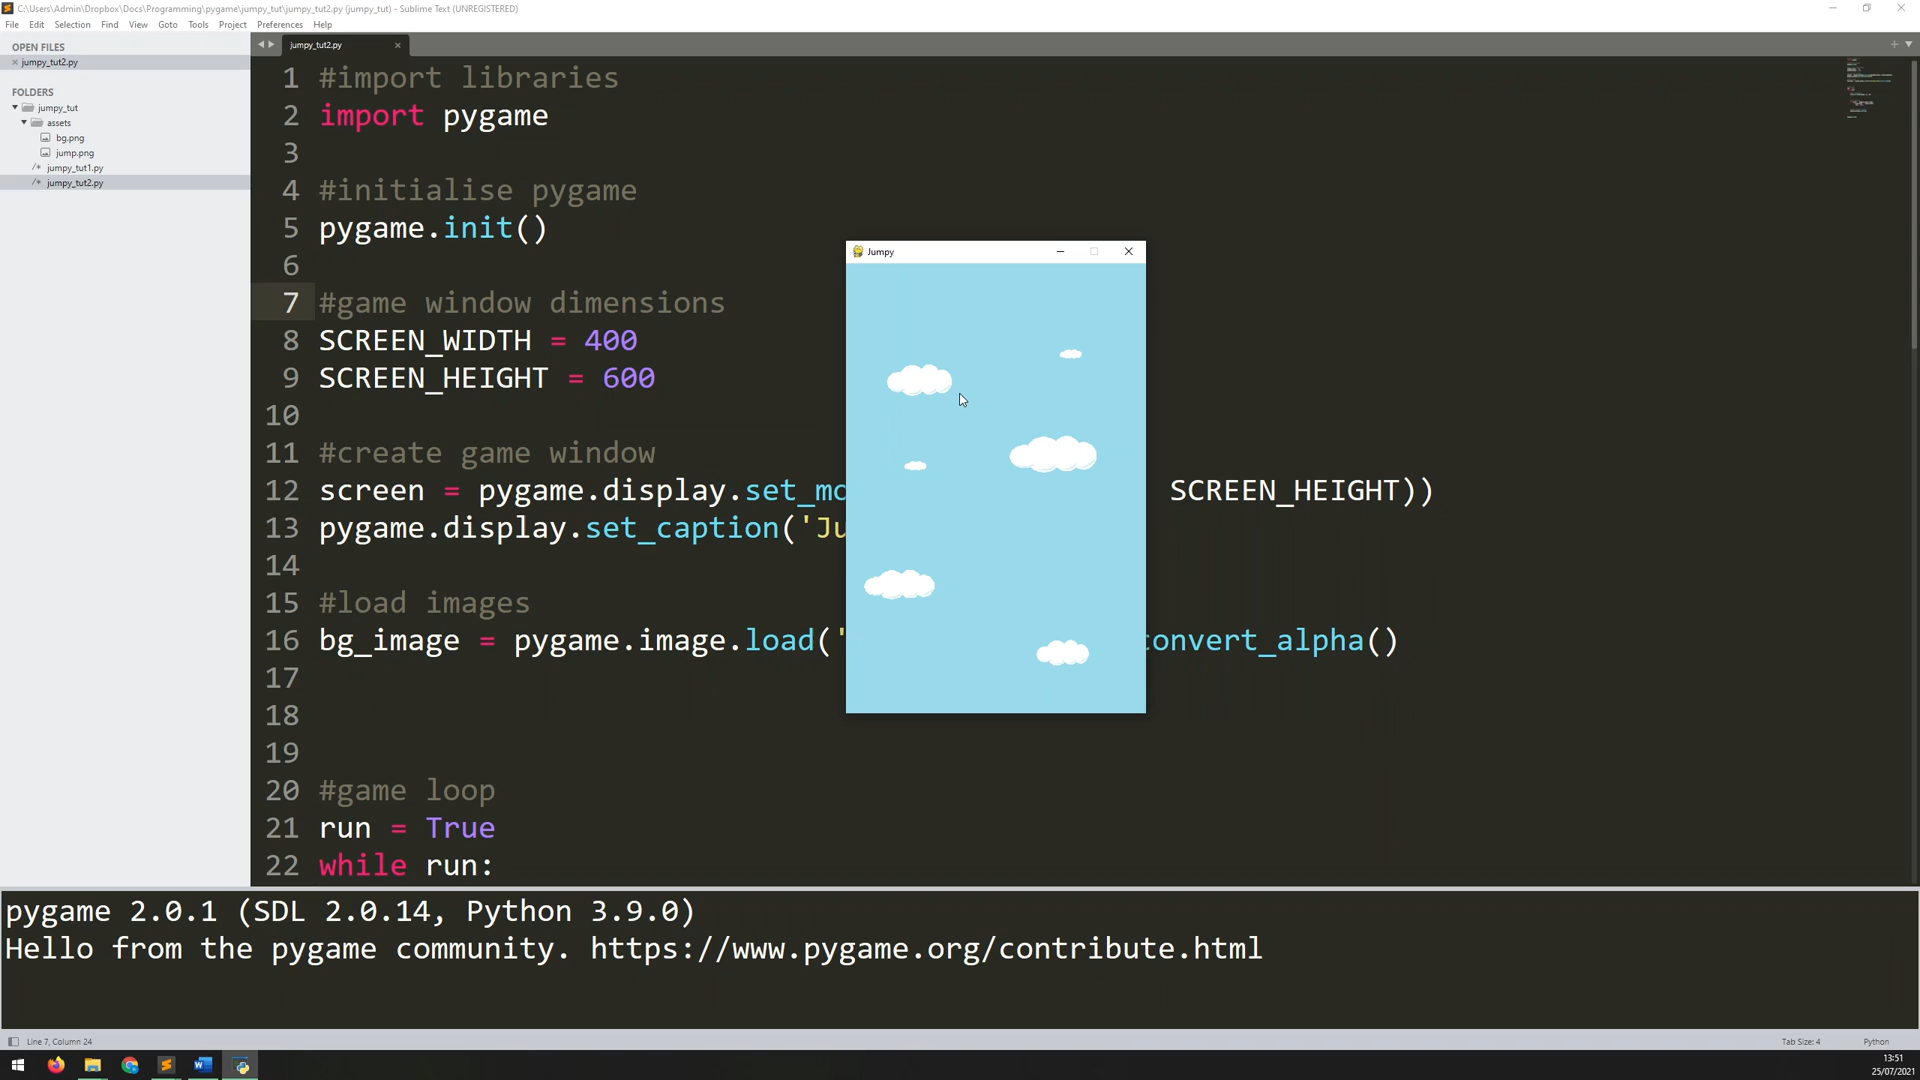 C:\Users\Admin\Dropbox\Docs\Programming\pygame\jumpy_tut\jumpy_tut2.py (jumpy_tut) - Sublime Text (UNREGISTERED)
File Edit Selection Find View Goto Tools Project Preferences Help
OPEN FILES
jumpy_tut2.py
FOLDERS
jumpy_tut
assets
bg.png
jump.png
jumpy_tut1.py
jumpy_tut2.py
jumpy_tut2.py
1 #import libraries
2 import pygame
3
4 #initialise pygame
5 pygame.init()
6
7 #game window dimensions
8 SCREEN_WIDTH = 400
9 SCREEN_HEIGHT = 600
10
11 #create game window
12 screen = pygame.display.set_mo SCREEN_HEIGHT))
13 pygame.display.set_caption('Ju
14
15 #load images
16 bg_image = pygame.image.load(' convert_alpha()
17
18
19
20 #game loop
21 run = True
22 while run:
Jumpy
pygame 2.0.1 (SDL 2.0.14, Python 3.9.0)
Hello from the pygame community. https://www.pygame.org/contribute.html
Line 7, Column 24
Tab Size: 4
Python
13:51
25/07/2021